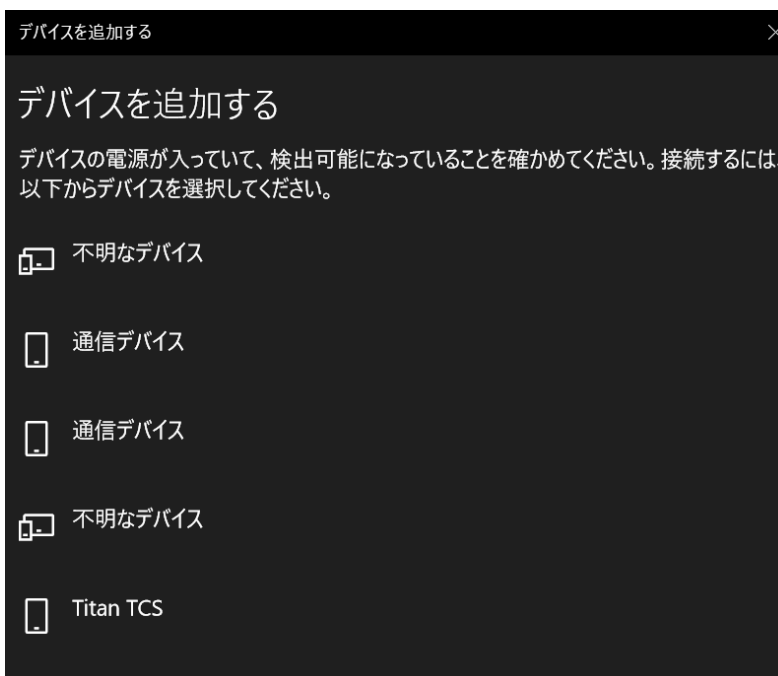 デバイスを追加する
デバイスを追加する
デバイスの電源が入っていて、検出可能になっていることを確かめてください。接続するには、
以下からデバイスを選択してください。
不明なデバイス
通信デバイス
通信デバイス
不明なデバイス
Titan TCS